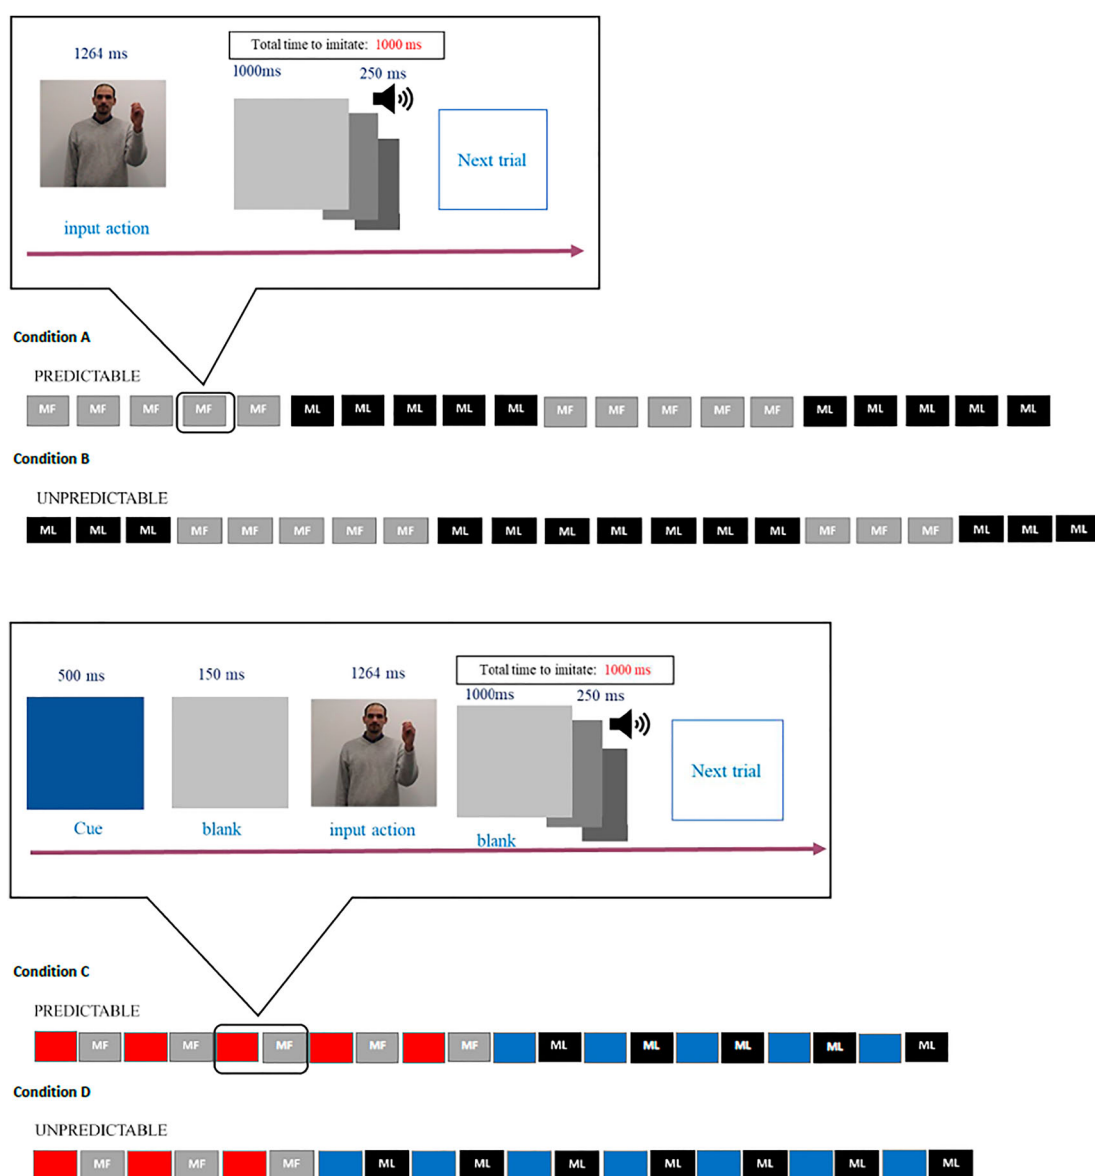 Total time to imitate: 1000 ms
1264 ms
1000ms 250 ms
Next trial
input action
Condition A
PREDICTABLE
MF MF MF MF MF ML ML ML ML ML MF MF MF MF MF ML ML ML ML ML
Condition B
UNPREDICTABLE
ML ML ML MF MF MF MF MF ML ML ML ML ML ML ML MF MF MF ML ML ML
500 ms 150 ms 1264 ms
Total time to imitate: 1000 ms
1000ms 250 ms
Next trial
Cue blank input action
blank
Condition C
PREDICTABLE
MF MF MF MF MF ML ML ML ML ML
Condition D
UNPREDICTABLE
MF MF MF ML ML ML ML ML ML ML